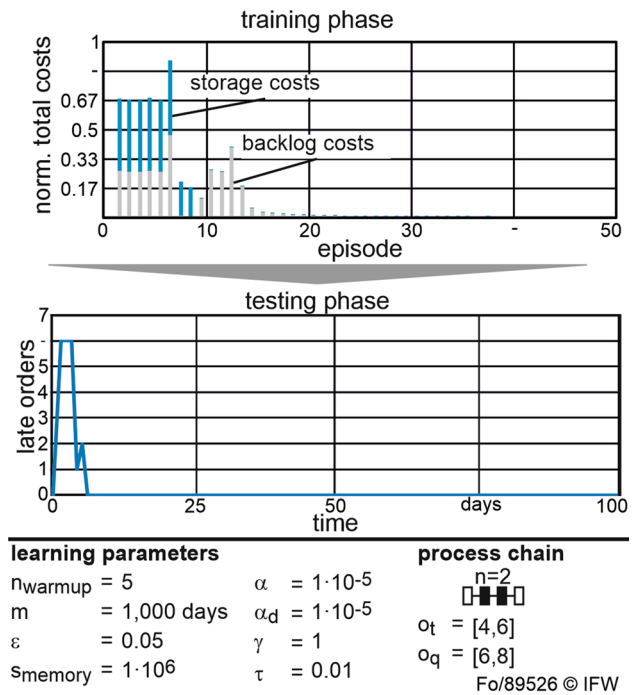 training phase
norm. total costs
1
-
0.67
0.5
0.33
0.17
storage costs
backlog costs
0 10 20 30 - 50
episode
testing phase
late orders
7
-
5
4
3
2
1
0
0 25 50 days 100
time
learning parameters
nwarmup = 5
m = 1,000 days
ε = 0.05
smemory = 1·10⁶
α = 1·10-5
αd = 1·10-5
γ = 1
τ = 0.01
process chain
n=2
ot = [4,6]
oq = [6,8]
Fo/89526 © IFW